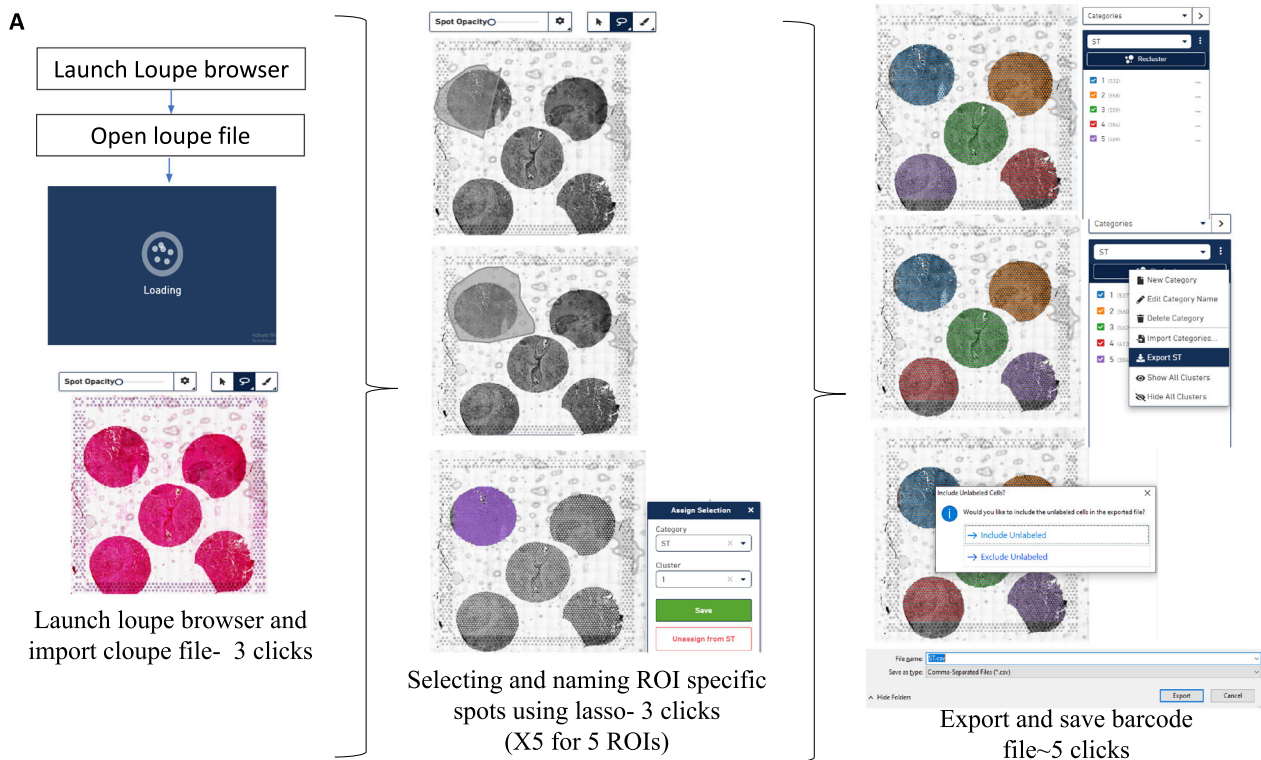 A
Launch Loupe browser
Open loupe file
Loading
Spot Opacity
Launch loupe browser and
import cloupe file- 3 clicks
Spot Opacity
Assign Selection
Category
ST
Cluster
1
Save
Unassign from ST
Selecting and naming ROI specific
spots using lasso- 3 clicks
(X5 for 5 ROIs)
Categories
ST
Recluster
1
2
3
4
5
Categories
ST
1
2
3
4
5
New Category
Edit Category Name
Delete Category
Import Categories...
Export ST
Show All Clusters
Hide All Clusters
Include Unlabeled Cells?
Would you like to include the unlabeled cells in the exported file?
Include Unlabeled
Exclude Unlabeled
File name: ST.csv
Save as type: Comma-Separated Files (*.csv)
Hide Folders
Export Cancel
Export and save barcode
file~5 clicks